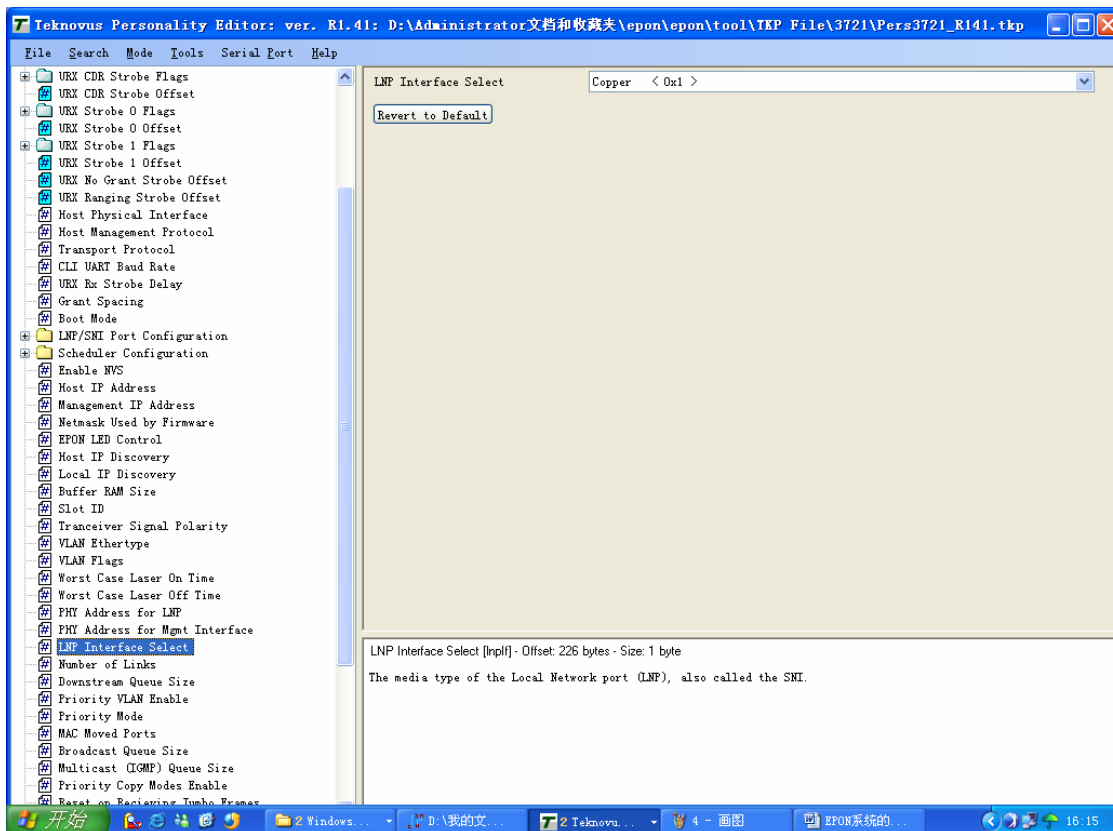 Teknovus Personality Editor: ver. R1.41: D:\Administrator文档和收藏夹\epon\epon\tool\TKP File\3721\Pers3721_R141.tkp
File Search Mode Tools Serial Port Help
URX CDR Strobe Flags
URX CDR Strobe Offset
URX Strobe 0 Flags
URX Strobe 0 Offset
URX Strobe 1 Flags
URX Strobe 1 Offset
URX No Grant Strobe Offset
URX Ranging Strobe Offset
Host Physical Interface
Host Management Protocol
Transport Protocol
CLI UART Baud Rate
URX Rx Strobe Delay
Grant Spacing
Boot Mode
LNP/SNI Port Configuration
Scheduler Configuration
Enable NVS
Host IP Address
Management IP Address
Netmask Used by Firmware
EPON LED Control
Host IP Discovery
Local IP Discovery
Buffer RAM Size
Slot ID
Tranceiver Signal Polarity
VLAN Ethertype
VLAN Flags
Worst Case Laser On Time
Worst Case Laser Off Time
PHY Address for LNP
PHY Address for Mgmt Interface
LNP Interface Select
Number of Links
Downstream Queue Size
Priority VLAN Enable
Priority Mode
MAC Moved Ports
Broadcast Queue Size
Multicast (IGMP) Queue Size
Priority Copy Modes Enable
Reset on Recieving Jumbo Frames
LNP Interface Select Copper < 0x1 >
Revert to Default
LNP Interface Select [lnpIf] - Offset: 226 bytes - Size: 1 byte
The media type of the Local Network port (LNP), also called the SNI.
开始 2 Windows... D:\我的文... 2 Teknovu... 4 - 画图 EPON系统的... 16:15